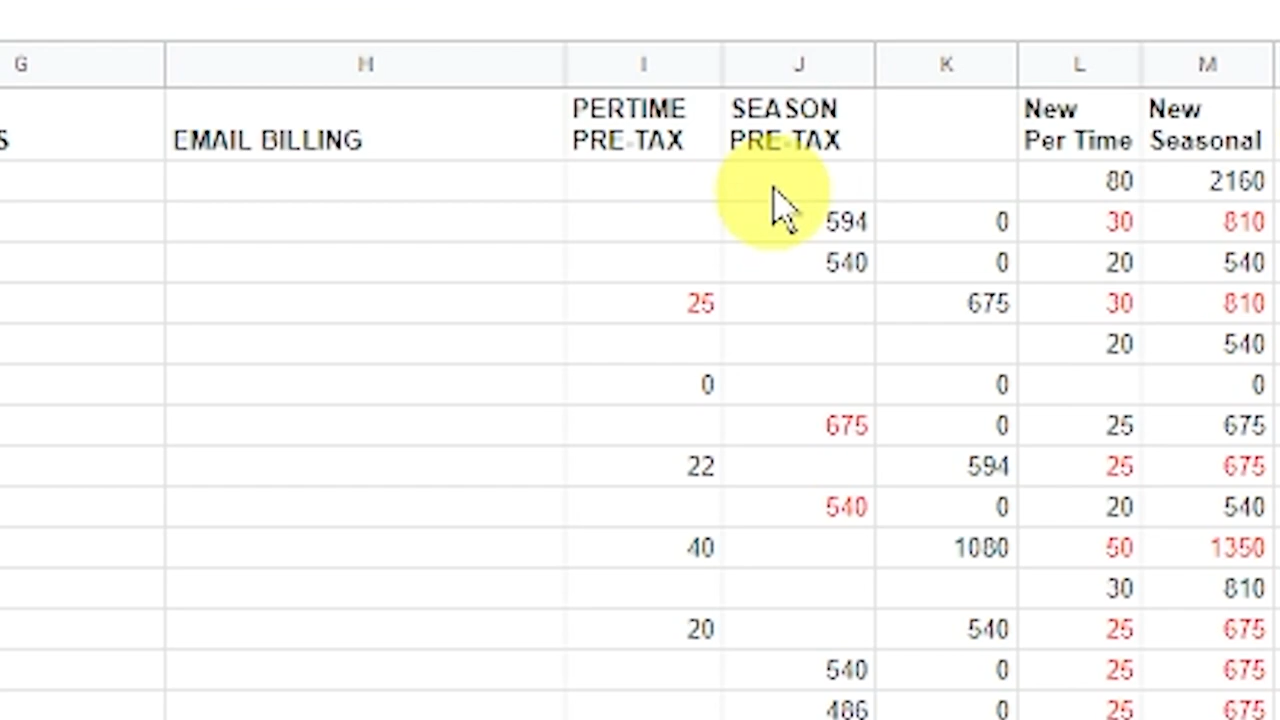 G H I J K L M
S EMAIL BILLING PERTIME PRE-TAX SEASON PRE-TAX New Per Time New Seasonal
80 2160
594 0 30 810
540 0 20 540
25 675 30 810
20 540
0 0 0
675 0 25 675
22 594 25 675
540 0 20 540
40 1080 50 1350
30 810
20 540 25 675
540 0 25 675
486 0 25 675